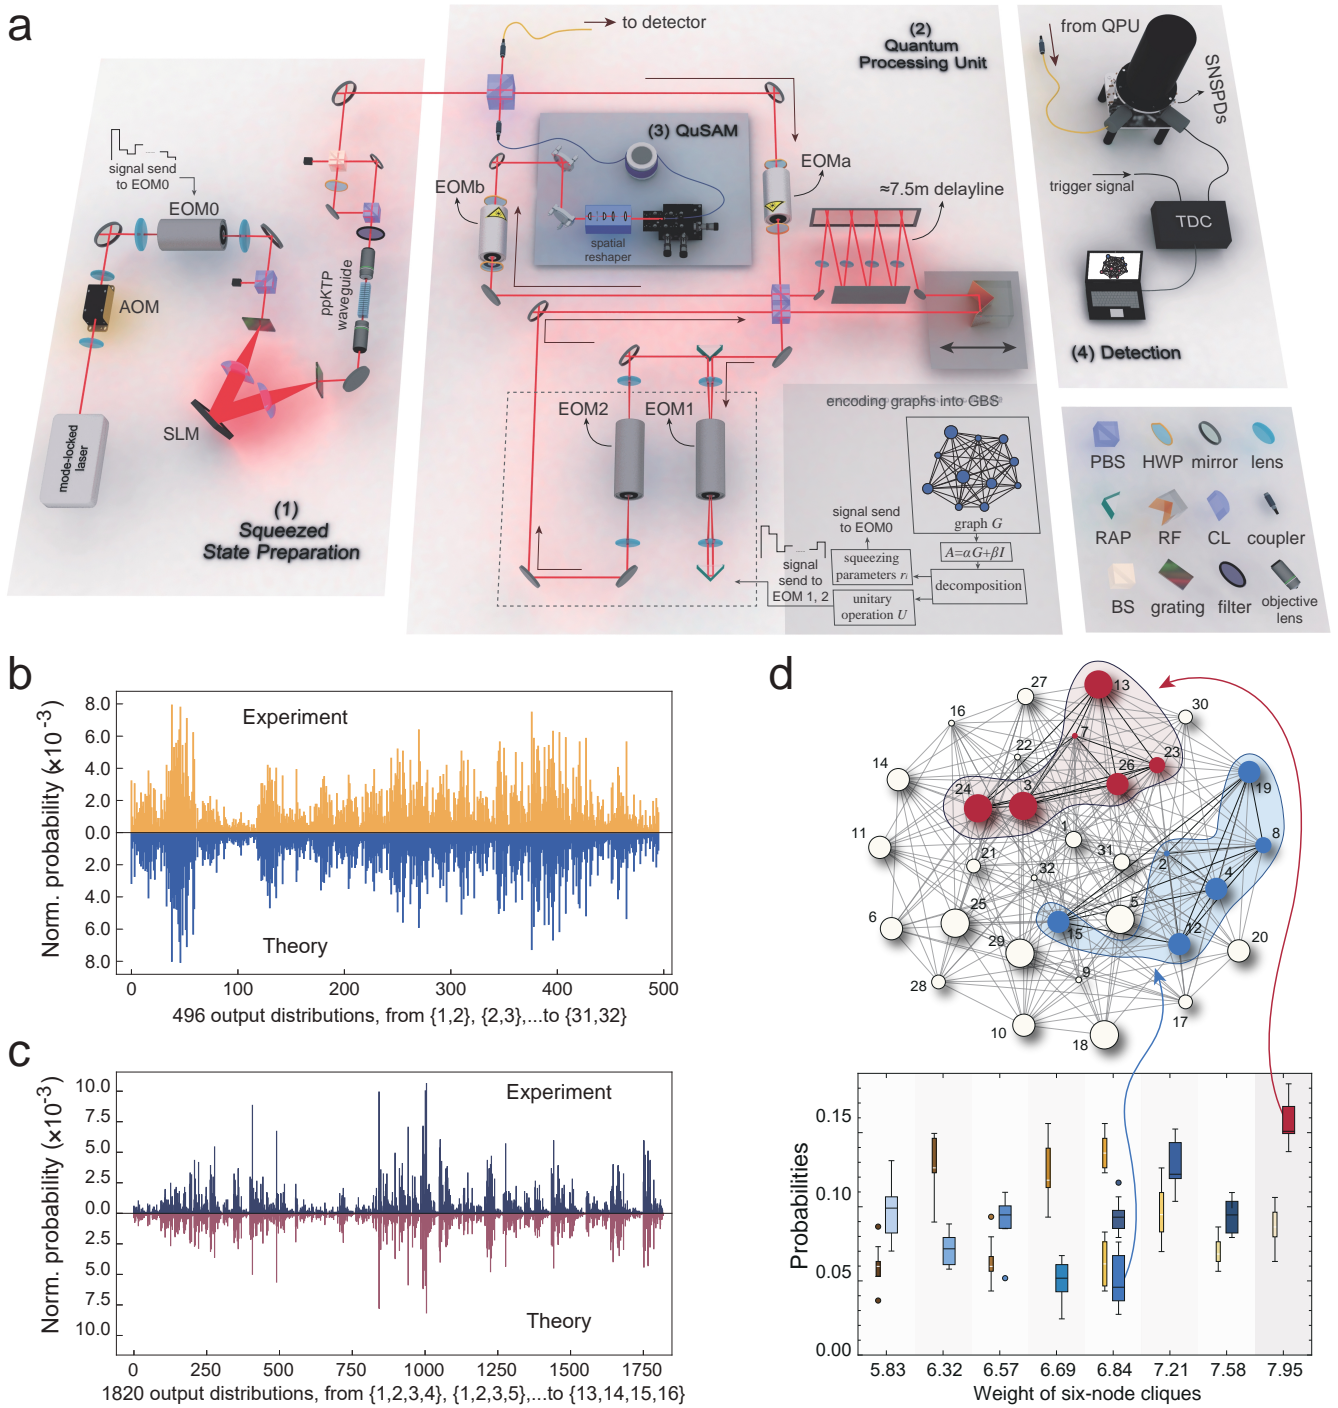 a
to detector
(2)
Quantum
Processing Unit
from QPU
SNSPDs
signal send
to EOM0
EOM0
AOM
mode-locked
laser
SLM
ppKTP
waveguide
(1)
Squeezed
State Preparation
(3) QuSAM
spatial
reshaper
EOMb
EOMa
≈7.5m delayline
EOM2
EOM1
encoding graphs into GBS
graph G
A=αG+βI
decomposition
signal send
to EOM0
squeezing
parameters rᵢ
unitary
operation U
signal
send to
EOM 1, 2
trigger signal
TDC
(4) Detection
PBS
HWP
mirror
lens
RAP
RF
CL
coupler
BS
grating
filter
objective
lens
b
Norm. probability (×10⁻³)
8.0
6.0
4.0
2.0
0.0
2.0
4.0
6.0
8.0
Experiment
Theory
0 100 200 300 400 500
496 output distributions, from {1,2}, {2,3},...to {31,32}
c
Norm. probability (×10⁻³)
10.0
7.5
5.0
2.5
0.0
2.5
5.0
7.5
10.0
Experiment
Theory
0 250 500 750 1000 1250 1500 1750
1820 output distributions, from {1,2,3,4}, {1,2,3,5},...to {13,14,15,16}
d
27
13
30
16
7
22
23
14
26
19
24
3
11
1
8
21
31
2
32
4
25
5
6
15
12
20
29
9
28
17
10
18
Probabilities
0.15
0.10
0.05
0.00
5.83 6.32 6.57 6.69 6.84 7.21 7.58 7.95
Weight of six-node cliques